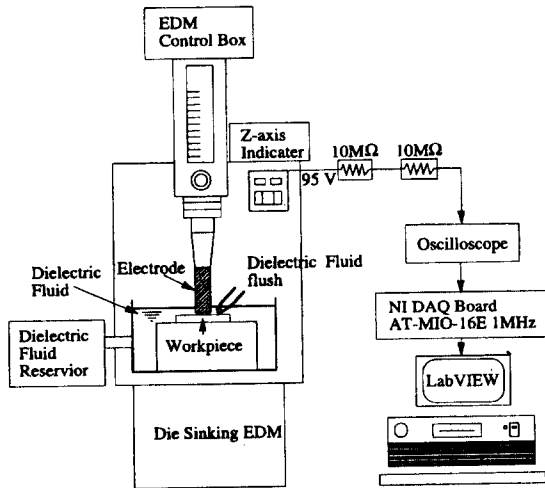 EDM
Control Box
Z-axis
Indicater
10MΩ
10MΩ
95 V
Oscilloscope
Dielectric
Fluid
Electrode
Dielectric Fluid
flush
NI DAQ Board
AT-MIO-16E 1MHz
Dielectric
Fluid
Reservior
Workpiece
LabVIEW
Die Sinking EDM